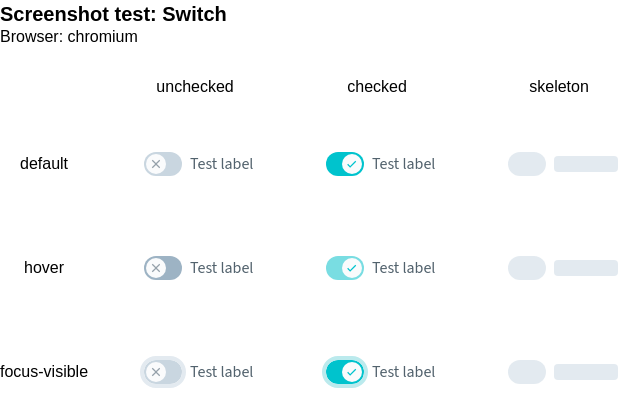 Screenshot test: Switch
Browser: chromium
unchecked checked skeleton
default Test label Test label
hover Test label Test label
focus-visible Test label Test label